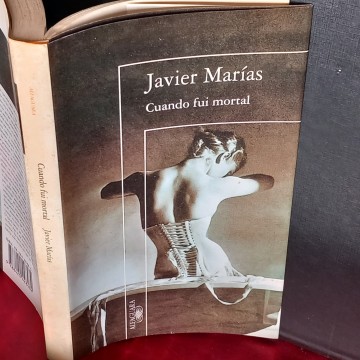 Javier Marías
Cuando fui mortal
ALFAGUARA
Cuando fui mortal Javier Marías